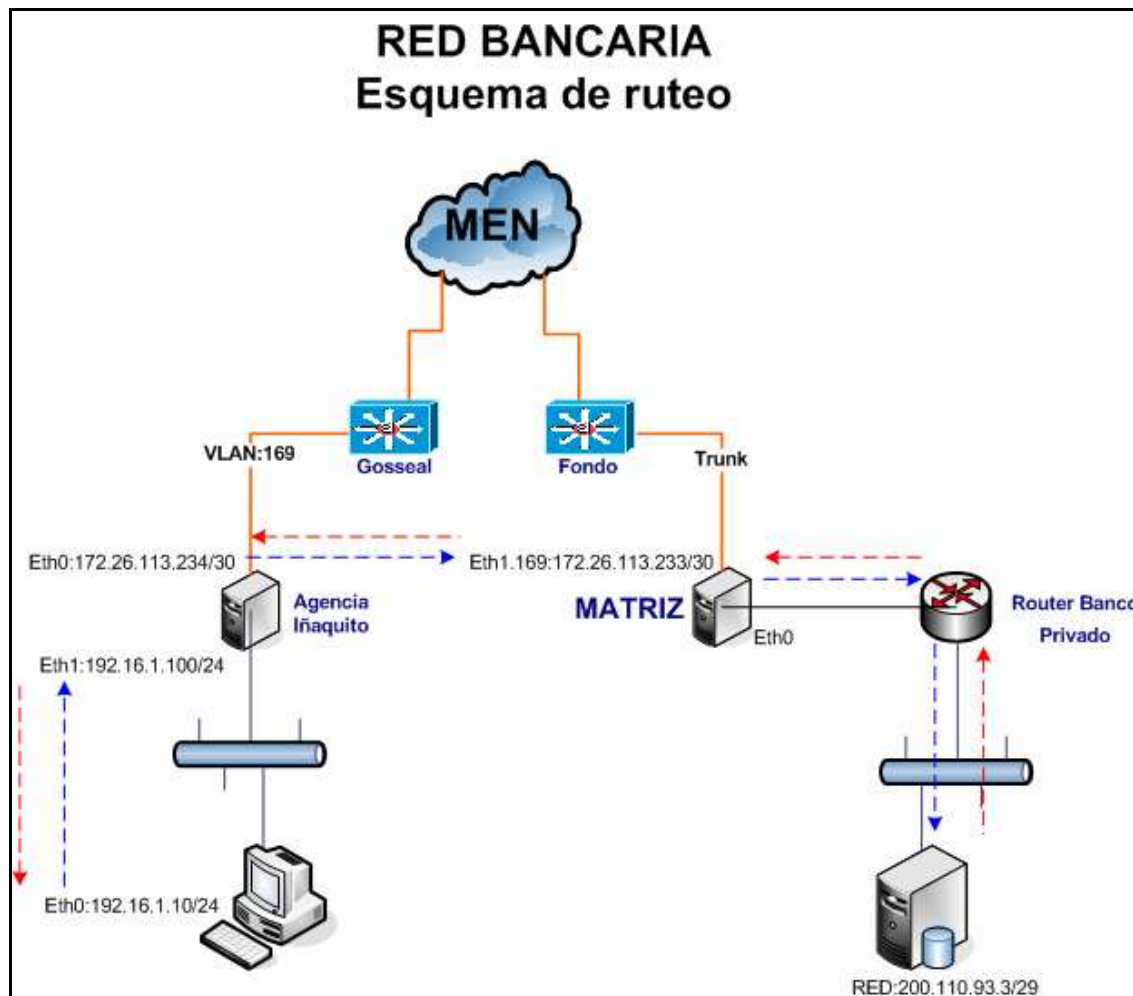 RED BANCARIA
Esquema de ruteo
MEN
VLAN:169
Gosseal
Fondo
Trunk
Eth0:172.26.113.234/30
Eth1.169:172.26.113.233/30
Agencia
Iñaquito
MATRIZ
Eth0
Router Banco
Privado
Eth1:192.16.1.100/24
Eth0:192.16.1.10/24
RED:200.110.93.3/29